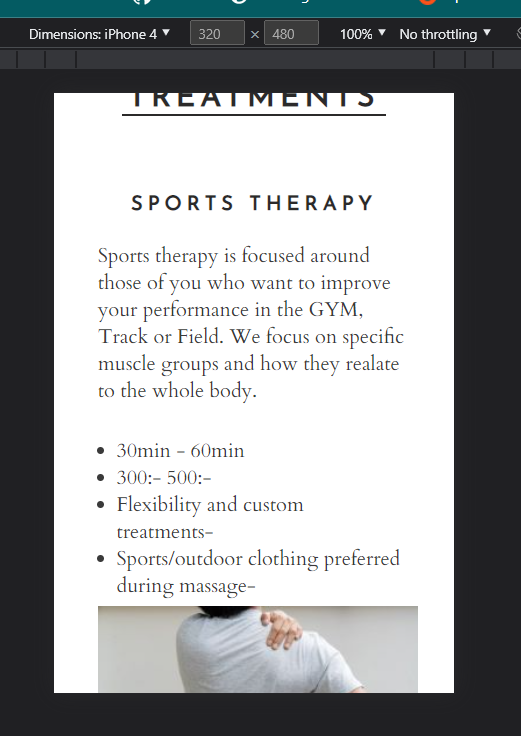 Dimensions: iPhone 4 ▼ 320 × 480 100% ▼ No throttling ▼
TREATMENTS
SPORTS THERAPY
Sports therapy is focused around
those of you who want to improve
your performance in the GYM,
Track or Field. We focus on specific
muscle groups and how they realate
to the whole body.
• 30min - 60min
• 300:- 500:-
• Flexibility and custom
treatments-
• Sports/outdoor clothing preferred
during massage-